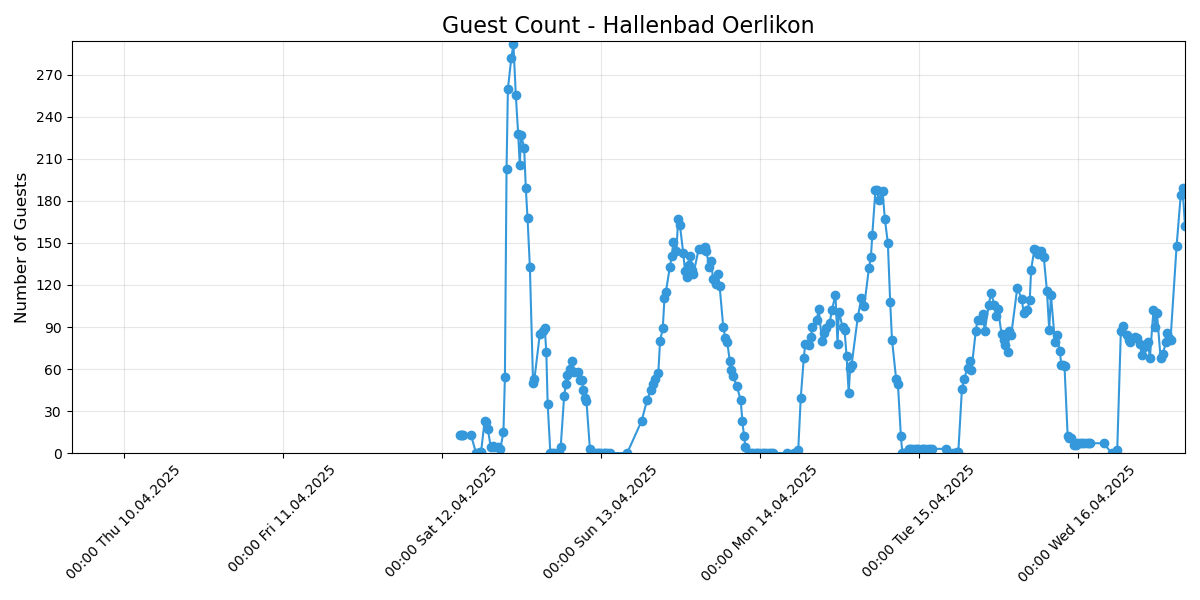 Guest Count - Hallenbad Oerlikon
Number of Guests
270
240
210
180
150
120
90
60
30
0
00:00 Thu 10.04.2025
00:00 Fri 11.04.2025
00:00 Sat 12.04.2025
00:00 Sun 13.04.2025
00:00 Mon 14.04.2025
00:00 Tue 15.04.2025
00:00 Wed 16.04.2025